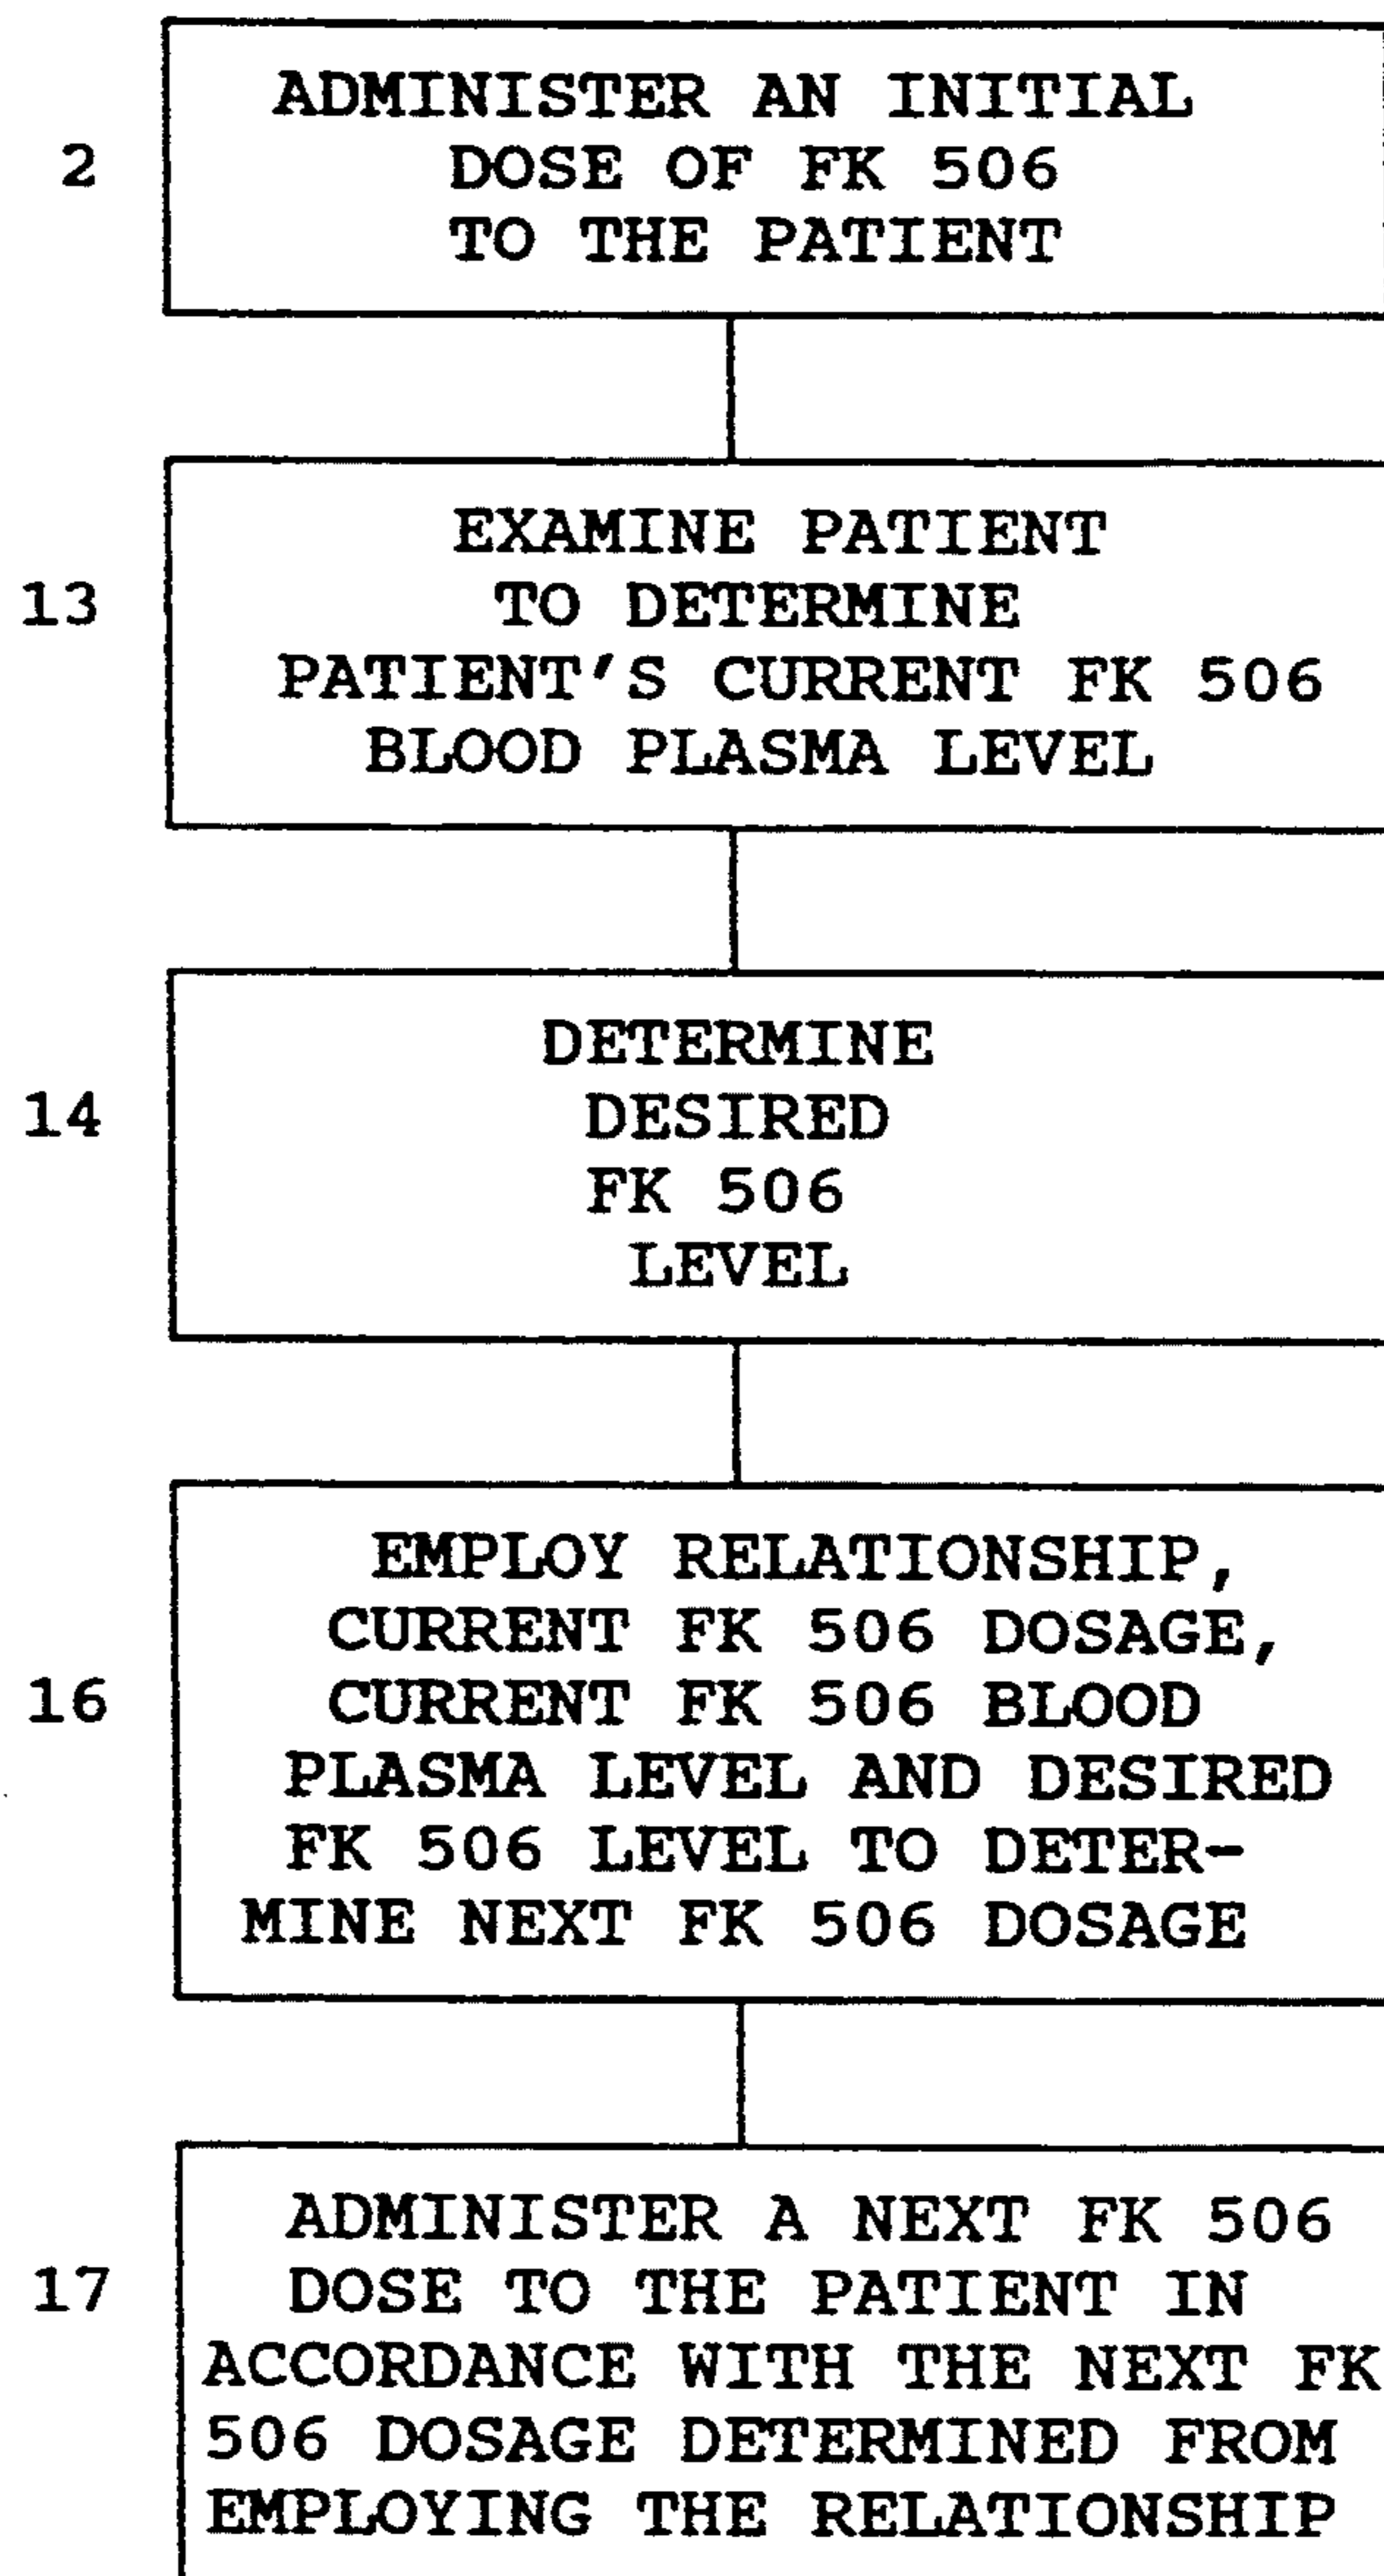 ADMINISTER AN INITIAL
2
DOSE OF FK 506
TO THE PATIENT
EXAMINE PATIENT
13
TO DETERMINE
PATIENT'S CURRENT FK 506
BLOOD PLASMA LEVEL
DETERMINE
14
DESIRED
FK 506
LEVEL
EMPLOY RELATIONSHIP,
CURRENT FK 506 DOSAGE,
16
CURRENT FK 506 BLOOD
PLASMA LEVEL AND DESIRED
FK 506 LEVEL TO DETER-
MINE NEXT FK 506 DOSAGE
ADMINISTER A NEXT FK 506
17
DOSE TO THE PATIENT IN
ACCORDANCE WITH THE NEXT FK
506 DOSAGE DETERMINED FROM
EMPLOYING THE RELATIONSHIP